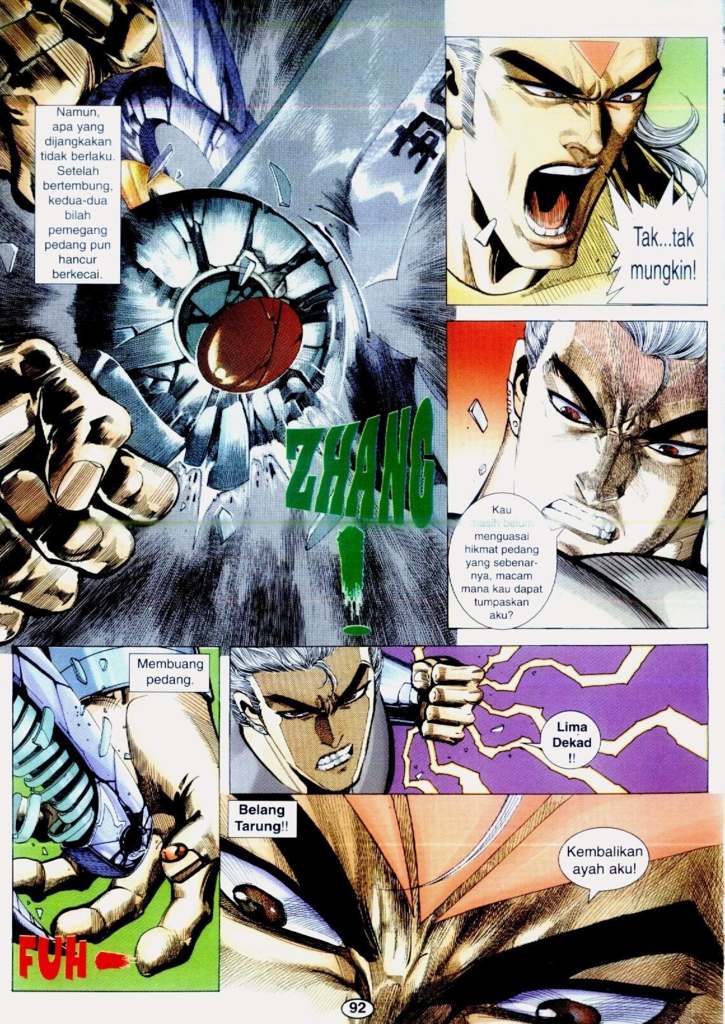 Namun,
apa yang
dijangkakan
tidak berlaku.
Setelah
bertembung,
kedua-dua
bilah
pemegang
pedang pun
hancur
berkecai.
Tak...tak
mungkin!
ZHANG!
Kau
masih belum
menguasai
hikmat pedang
yang sebenar-
nya, macam
mana kau dapat
tumpaskan
aku?
Membuang
pedang.
FUH!
Lima
Dekad
!!
Belang
Tarung!!
Kembalikan
ayah aku!
92